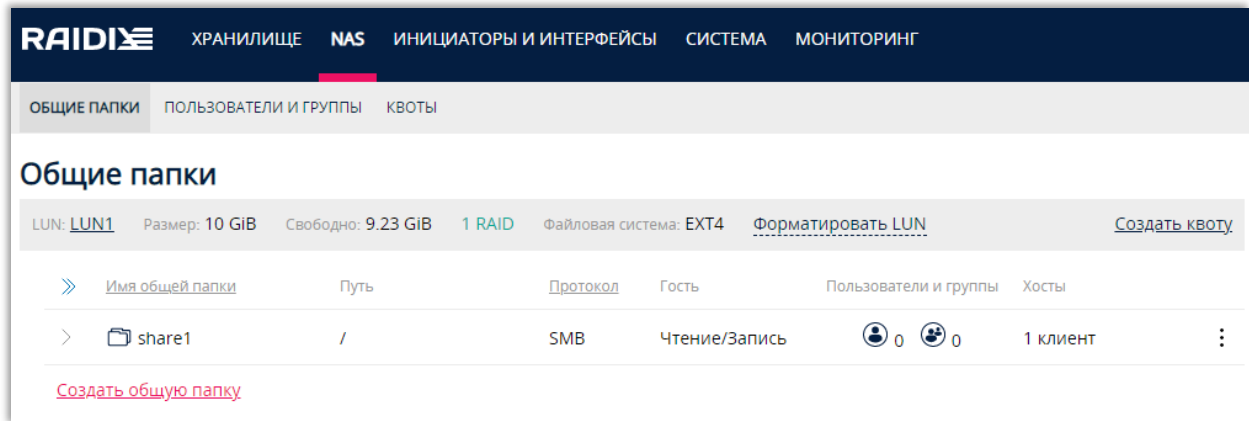 RAIDIX ХРАНИЛИЩЕ NAS ИНИЦИАТОРЫ И ИНТЕРФЕЙСЫ СИСТЕМА МОНИТОРИНГ
ОБЩИЕ ПАПКИ ПОЛЬЗОВАТЕЛИ И ГРУППЫ КВОТЫ
Общие папки
LUN: LUN1 Размер: 10 GiB Свободно: 9.23 GiB 1 RAID Файловая система: EXT4 Форматировать LUN Создать квоту
Имя общей папки Путь Протокол Гость Пользователи и группы Хосты
share1 / SMB Чтение/Запись 0 0 1 клиент
Создать общую папку